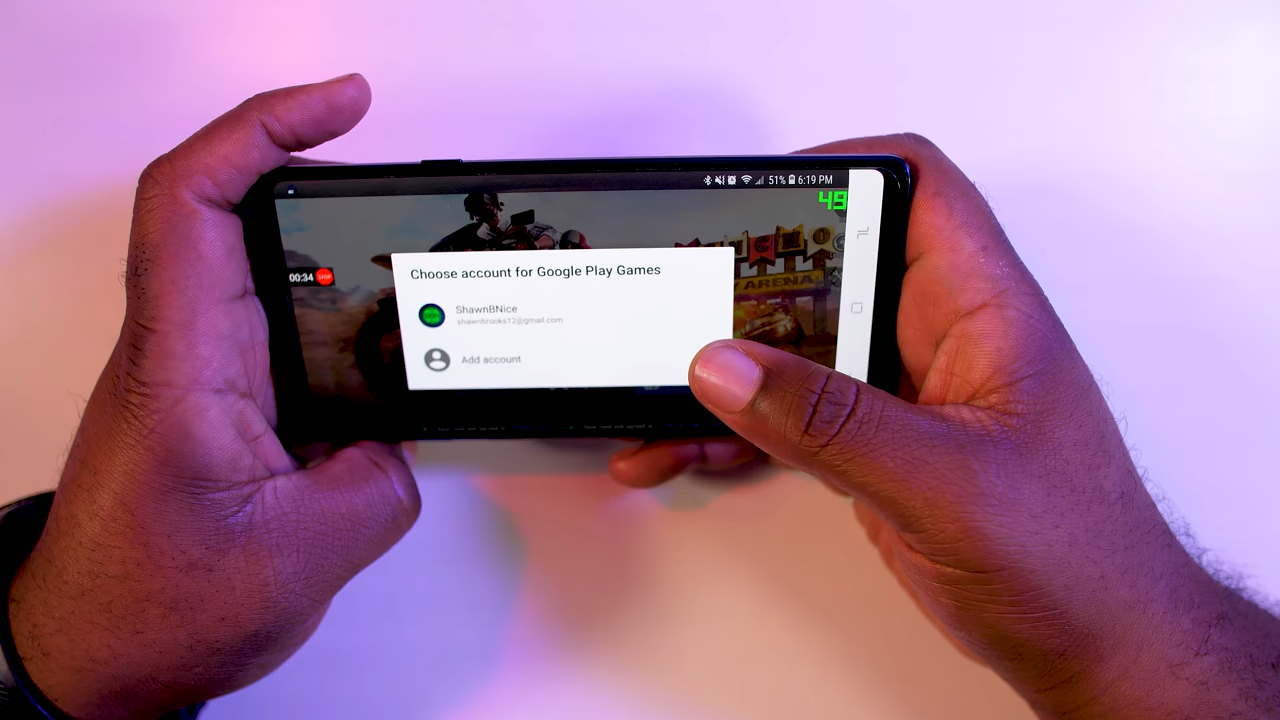 51% 6:19 PM
49
00:34 STOP
Choose account for Google Play Games
ShawnBNice
shawnbrooks12@gmail.com
Add account
ARENA